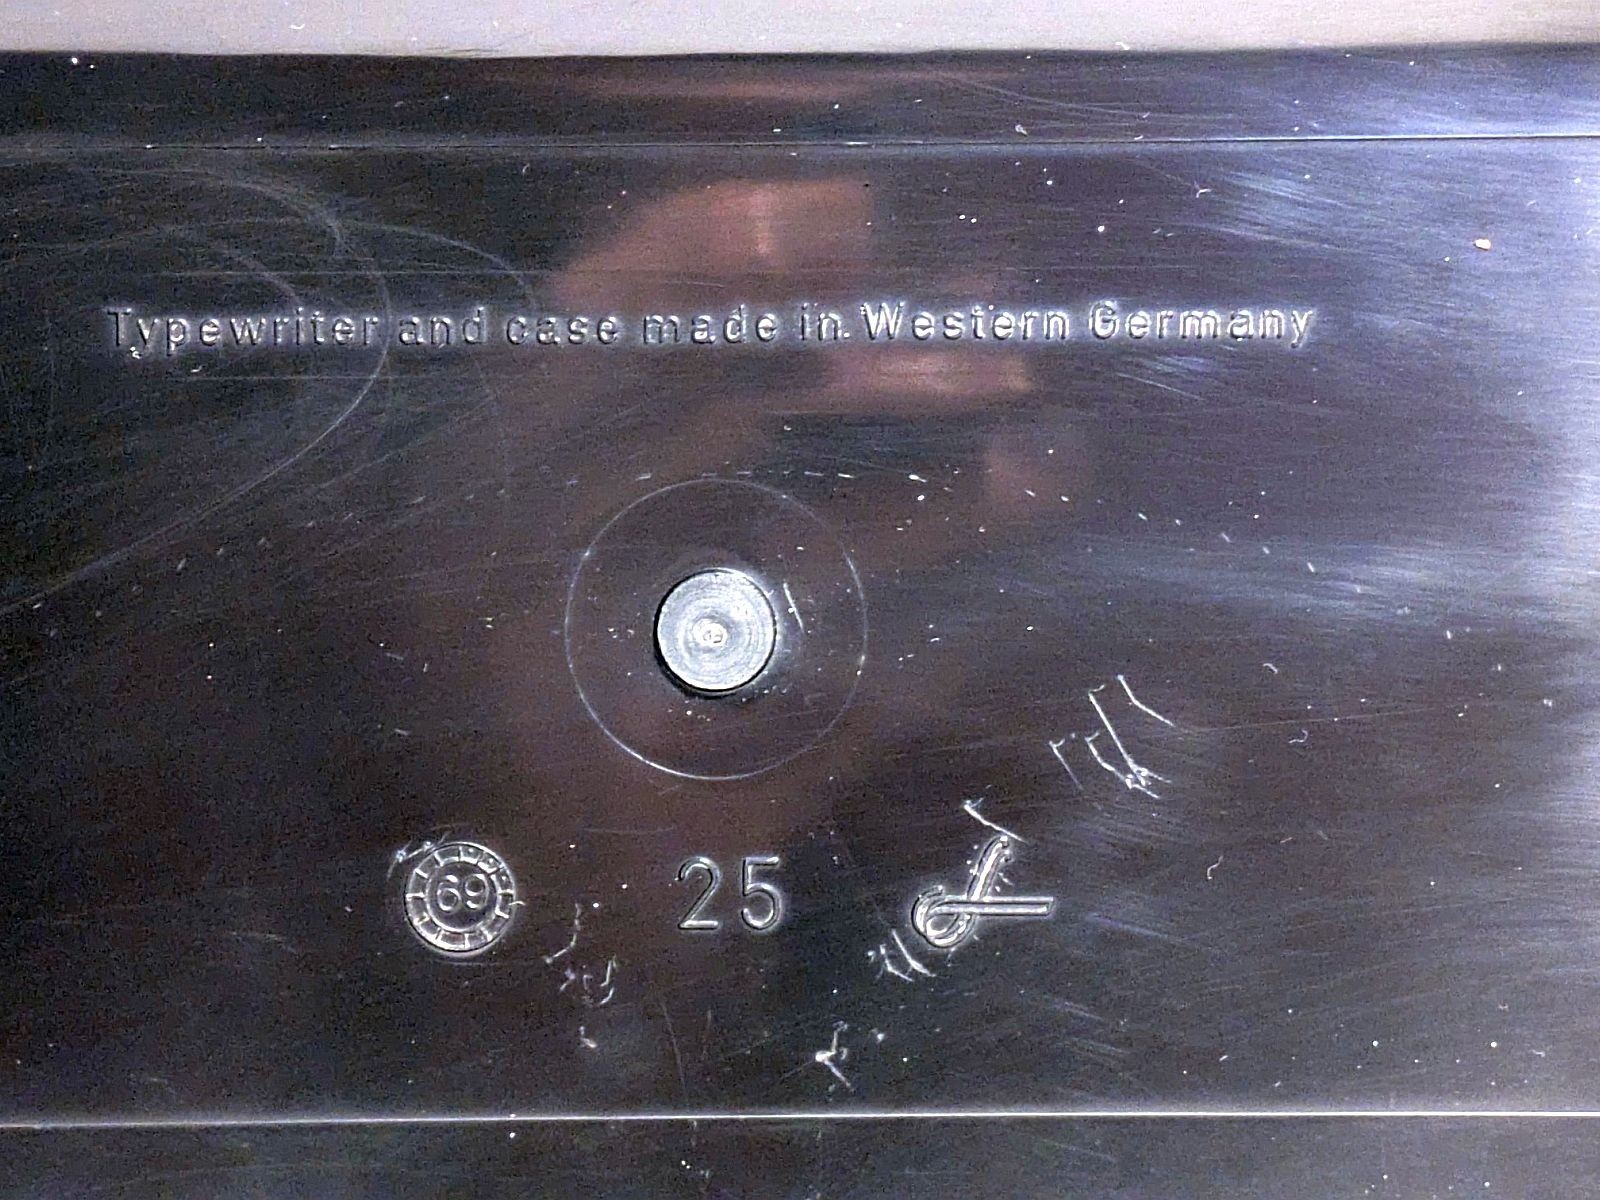 Typewriter and case made in Western Germany
69 25